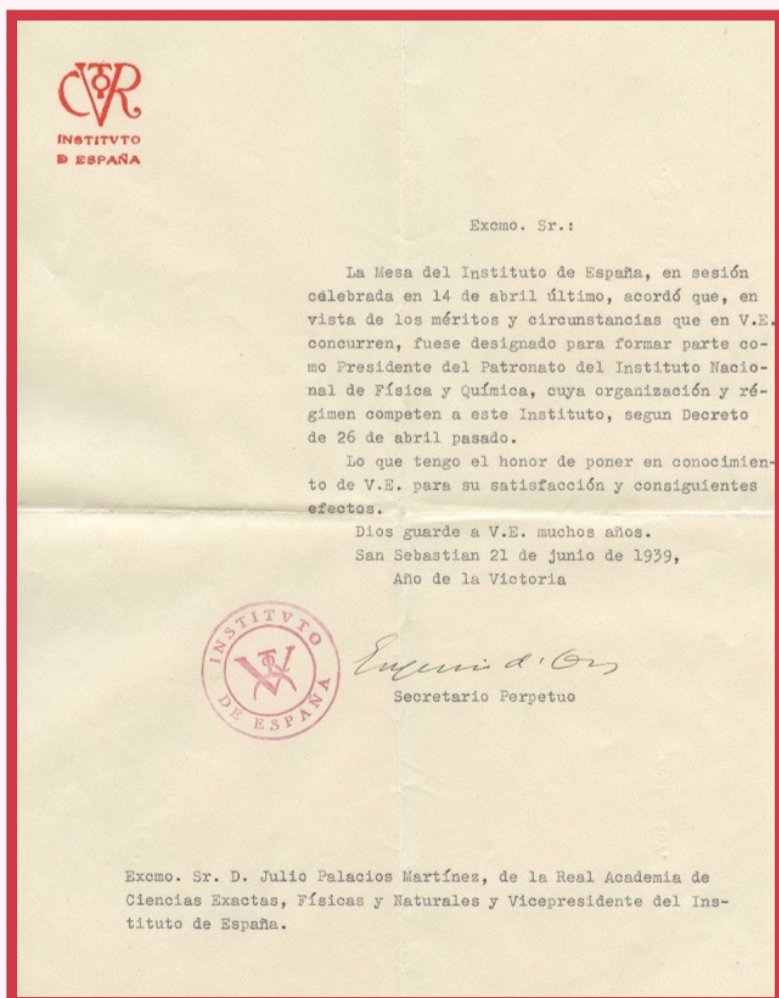 VTOR
INSTITVTO
D ESPAÑA
Excmo. Sr.:
La Mesa del Instituto de España, en sesión
celebrada en 14 de abril último, acordó que, en
vista de los méritos y circunstancias que en V.E.
concurren, fuese designado para formar parte co-
mo Presidente del Patronato del Instituto Nacio-
nal de Física y Química, cuya organización y ré-
gimen competen a este Instituto, segun Decreto
de 26 de abril pasado.
Lo que tengo el honor de poner en conocimien-
to de V.E. para su satisfacción y consiguientes
efectos.
Dios guarde a V.E. muchos años.
San Sebastian 21 de junio de 1939,
Año de la Victoria
INSTITVTO
DE ESPAÑA
Eugenio d'Ors
Secretario Perpetuo
Excmo. Sr. D. Julio Palacios Martínez, de la Real Academia de
Ciencias Exactas, Físicas y Naturales y Vicepresidente del Ins-
tituto de España.